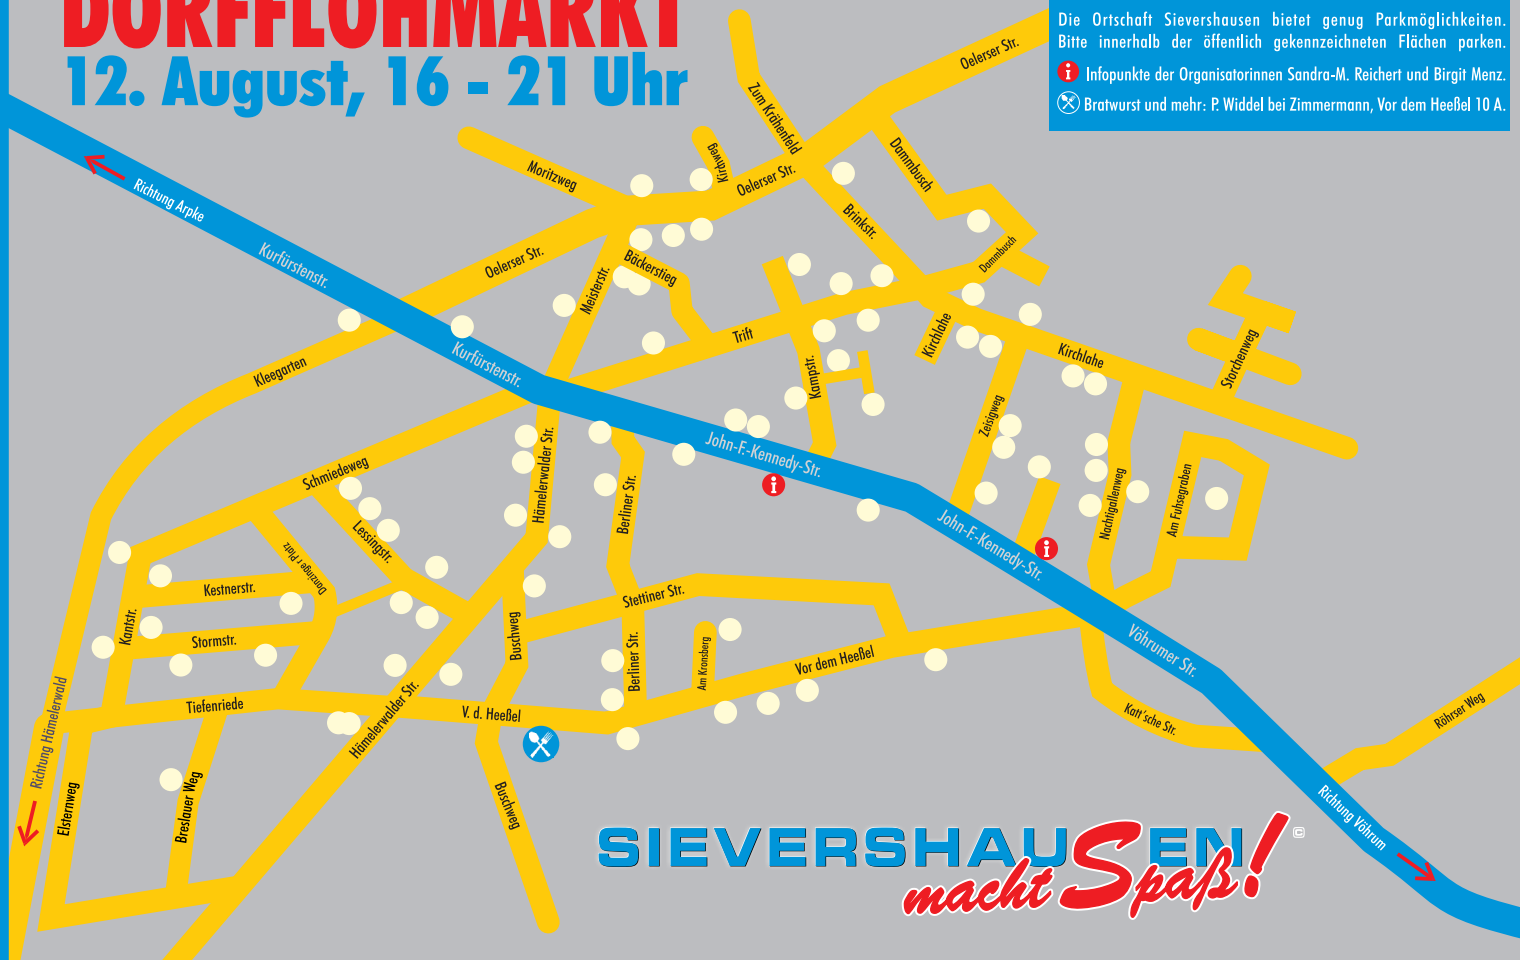 DORFFLOHMARKT
12. August, 16 - 21 Uhr
Die Ortschaft Sievershausen bietet genug Parkmöglichkeiten.
Bitte innerhalb der öffentlich gekennzeichneten Flächen parken.
i Infopunkte der Organisatorinnen Sandra-M. Reichert und Birgit Menz.
Bratwurst und mehr: P. Widdel bei Zimmermann, Vor dem Heeßel 10 A.
Oelerser Str.
Zum Krähenfeld
Kirchweg
Dammbusch
Moritzweg
Oelerser Str.
Richtung Arpke
Brinkstr.
Kurfürstenstr.
Oelerser Str.
Bäckerstieg
Meisterstr.
Dammbusch
Kirchlahe
Trift
Kurfürstenstr.
Kleegarten
Kirchlahe
Storchenweg
Kampstr.
Zeisigweg
John-F.-Kennedy-Str.
i
Schmiedeweg
Hämelerwalder Str.
Berliner Str.
Nachtigallenweg
Am Fuhsegraben
Lessingstr.
John-F.-Kennedy-Str.
i
Danziger Platz
Kestnerstr.
Stettiner Str.
Kantstr.
Stormstr.
Buschweg
Berliner Str.
Am Kronsberg
Vor dem Heeßel
Vöhrumer Str.
Tiefenriede
V. d. Heeßel
Hämelerwalder Str.
Katt'sche Str.
Röhrser Weg
Richtung Hämelerwald
Elsternweg
Breslauer Weg
Buschweg
Richtung Vöhrum
SIEVERSHAUSEN ©
macht Spaß!